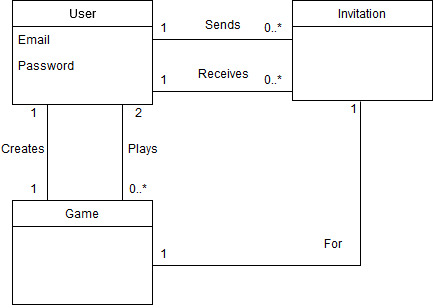 User
Email
Password
1 Sends 0..*
1 Receives 0..*
Invitation
1 2 1
Creates Plays
1 0..*
Game
1 For